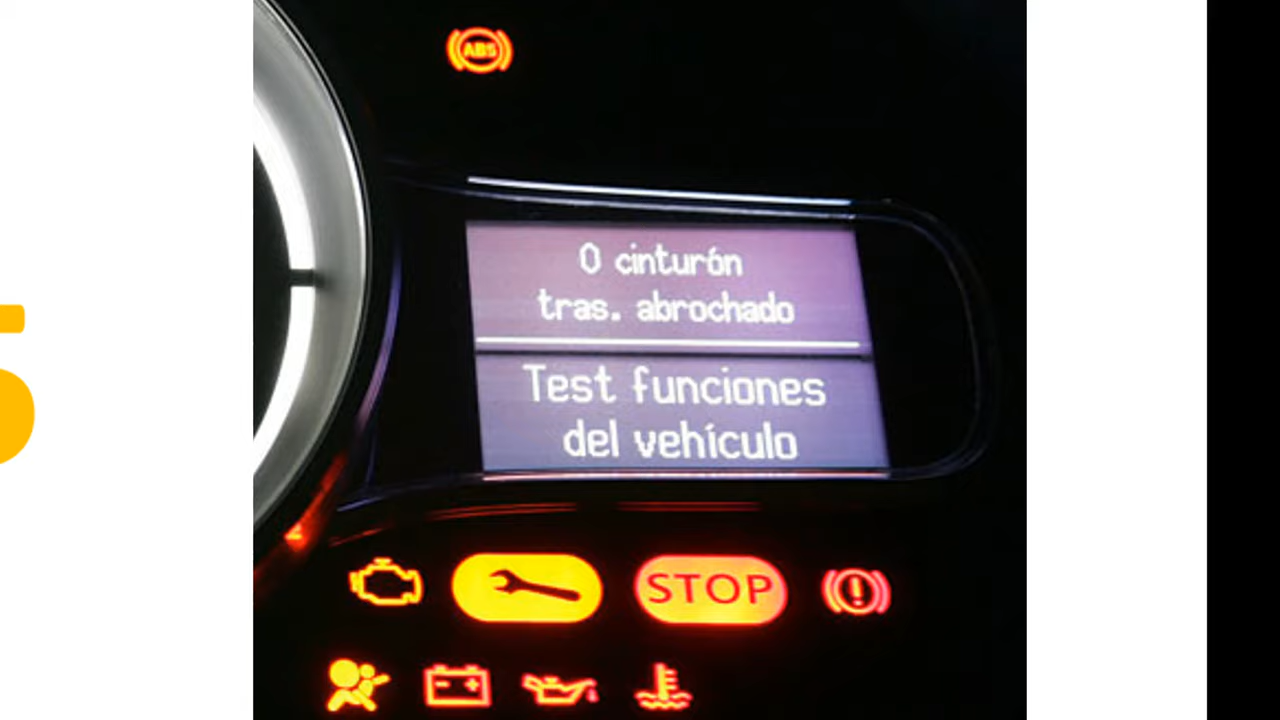 ABS
0 cinturón
tras. abrochado
Test funciones
del vehículo
STOP